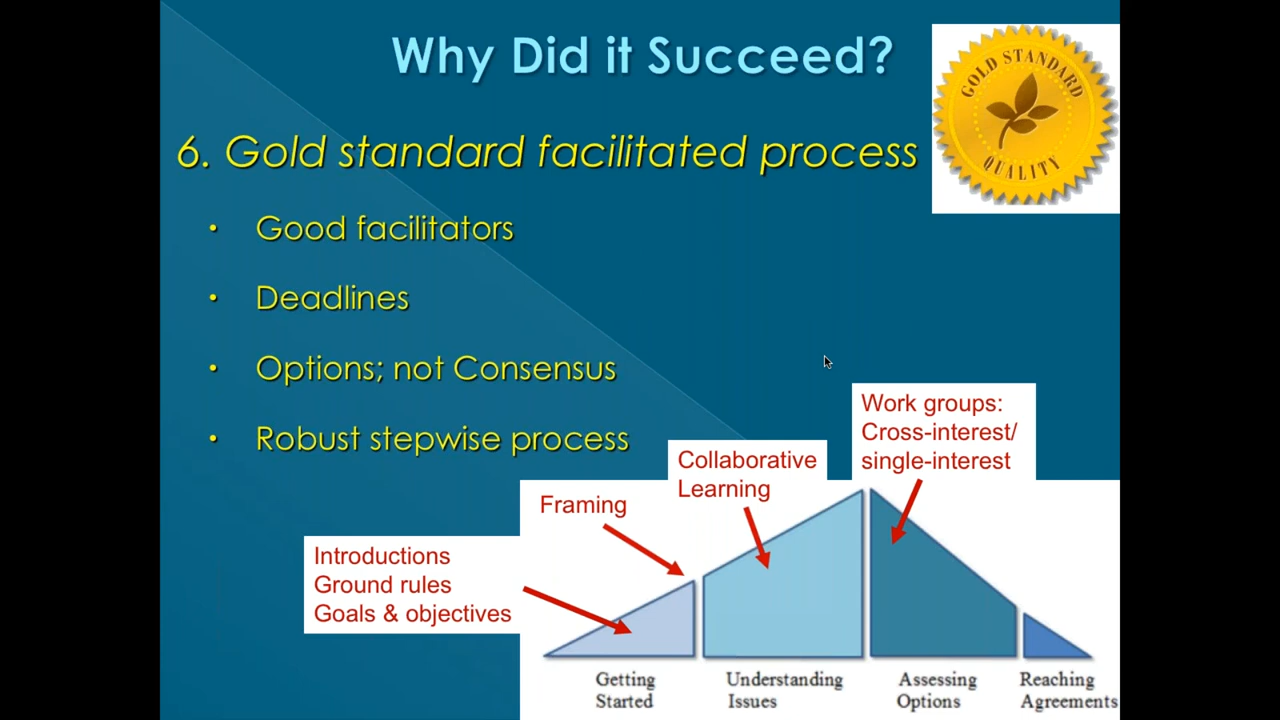 Why Did it Succeed?
GOLD STANDARD
QUALITY
6. Gold standard facilitated process
• Good facilitators
• Deadlines
• Options; not Consensus
• Robust stepwise process
Work groups:
Cross-interest/
single-interest
Collaborative
Learning
Framing
Introductions
Ground rules
Goals & objectives
Getting
Started
Understanding
Issues
Assessing
Options
Reaching
Agreements